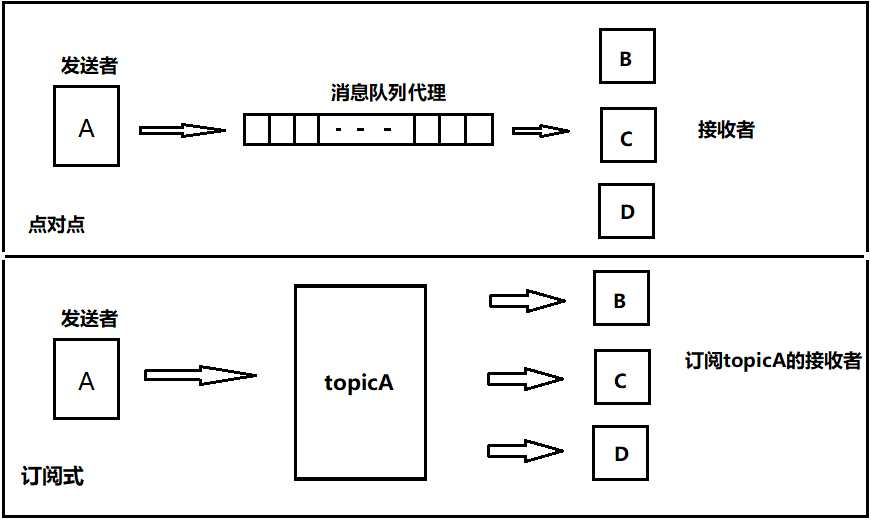 发送者
A
消息队列代理
- - -
B
C
D
接收者
点对点
发送者
A
topicA
B
C
D
订阅topicA的接收者
订阅式